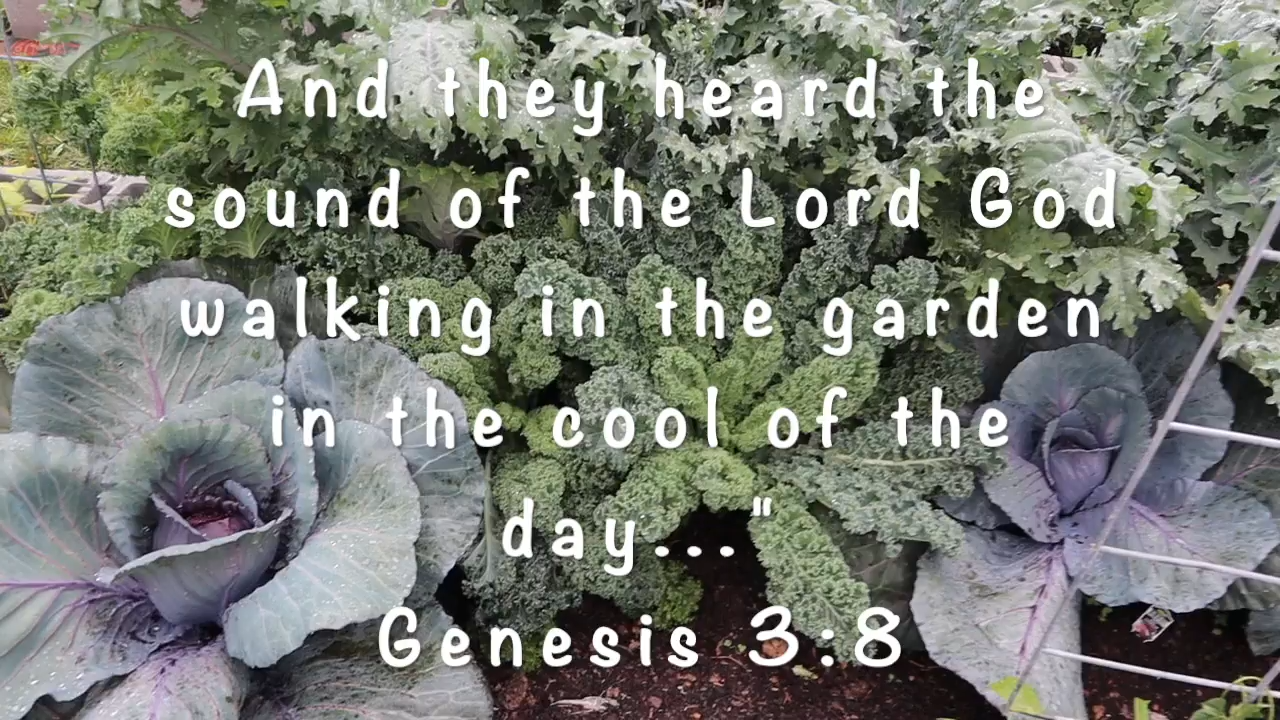 And they heard the
sound of the Lord God
walking in the garden
in the cool of the
day..."
Genesis 3:8